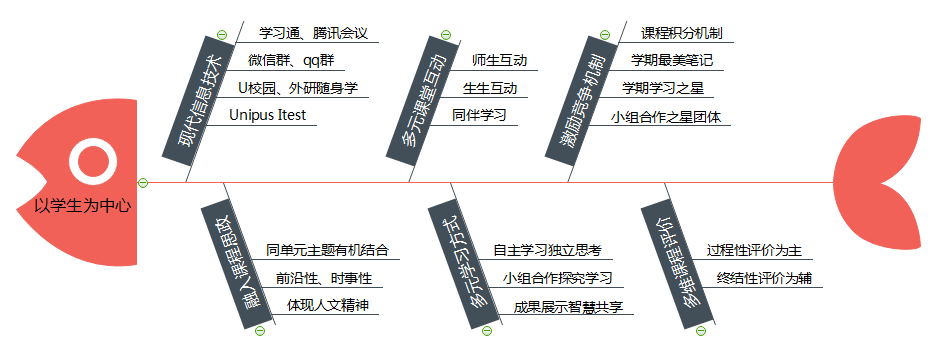 以学生为中心
现代信息技术
学习通、腾讯会议
微信群、qq群
U校园、外研随身学
Unipus Itest
多元课堂互动
师生互动
生生互动
同伴学习
激励竞争机制
课程积分机制
学期最美笔记
学期学习之星
小组合作之星团体
融入课程思政
同单元主题有机结合
前沿性、时事性
体现人文精神
多元学习方式
自主学习独立思考
小组合作探究学习
成果展示智慧共享
多维课程评价
过程性评价为主
终结性评价为辅